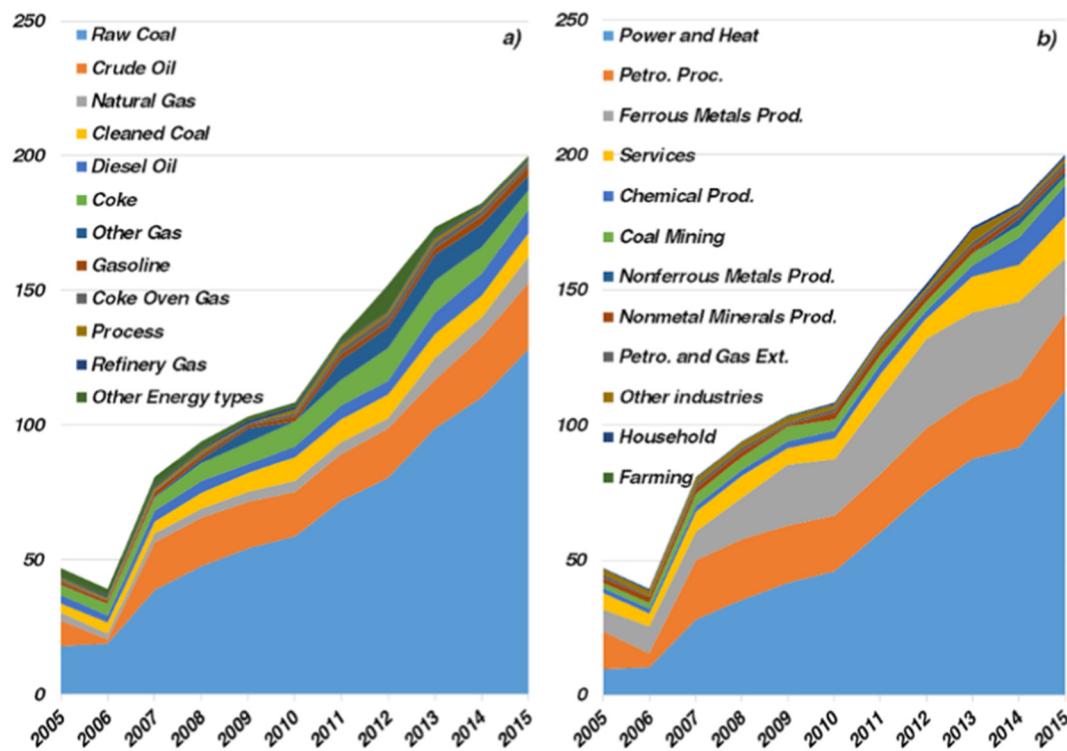 a)
250
200
150
100
50
0
Raw Coal
Crude Oil
Natural Gas
Cleaned Coal
Diesel Oil
Coke
Other Gas
Gasoline
Coke Oven Gas
Process
Refinery Gas
Other Energy types
2005 2006 2007 2008 2009 2010 2011 2012 2013 2014 2015
b)
250
200
150
100
50
0
Power and Heat
Petro. Proc.
Ferrous Metals Prod.
Services
Chemical Prod.
Coal Mining
Nonferrous Metals Prod.
Nonmetal Minerals Prod.
Petro. and Gas Ext.
Other industries
Household
Farming
2005 2006 2007 2008 2009 2010 2011 2012 2013 2014 2015